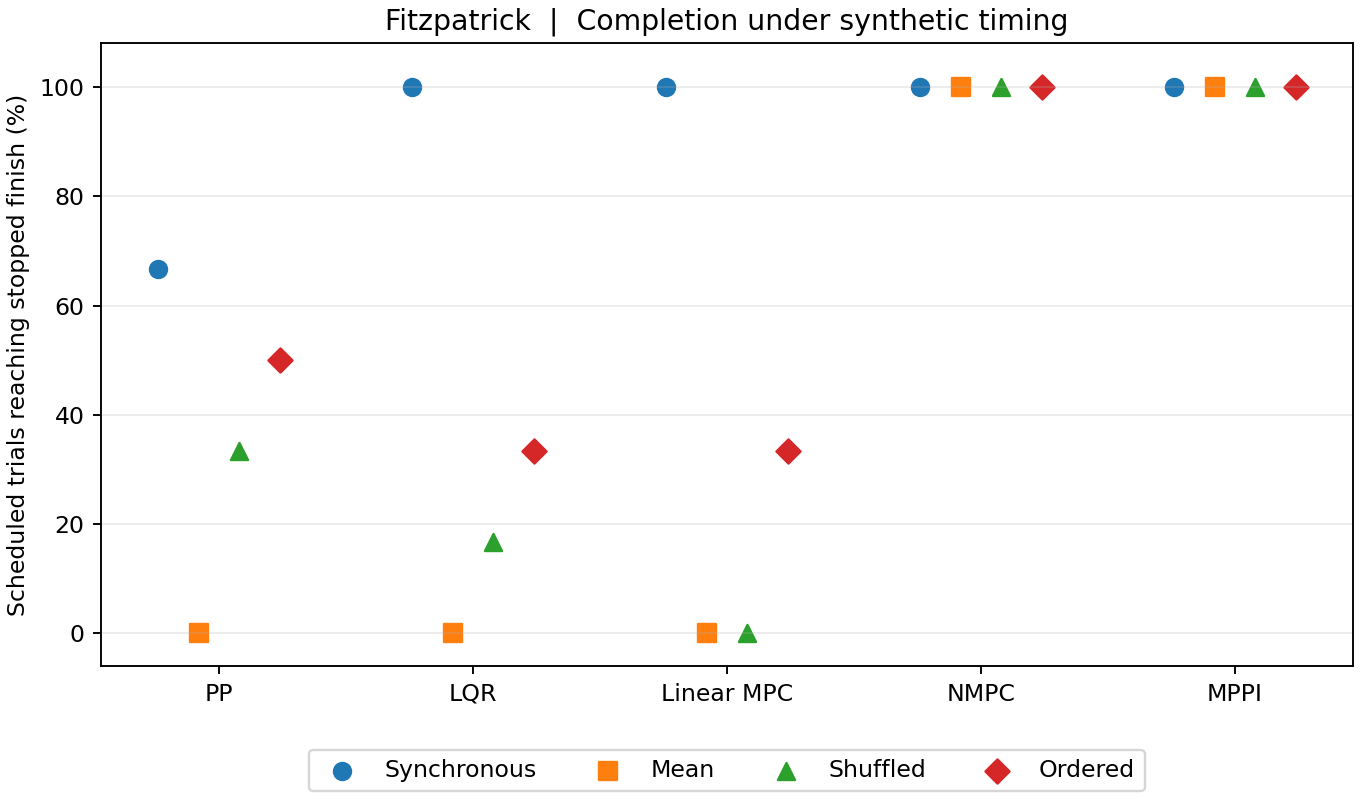 Fitzpatrick | Completion under synthetic timing
Scheduled trials reaching stopped finish (%)
100
80
60
40
20
0
PP LQR Linear MPC NMPC MPPI
Synchronous Mean Shuffled Ordered